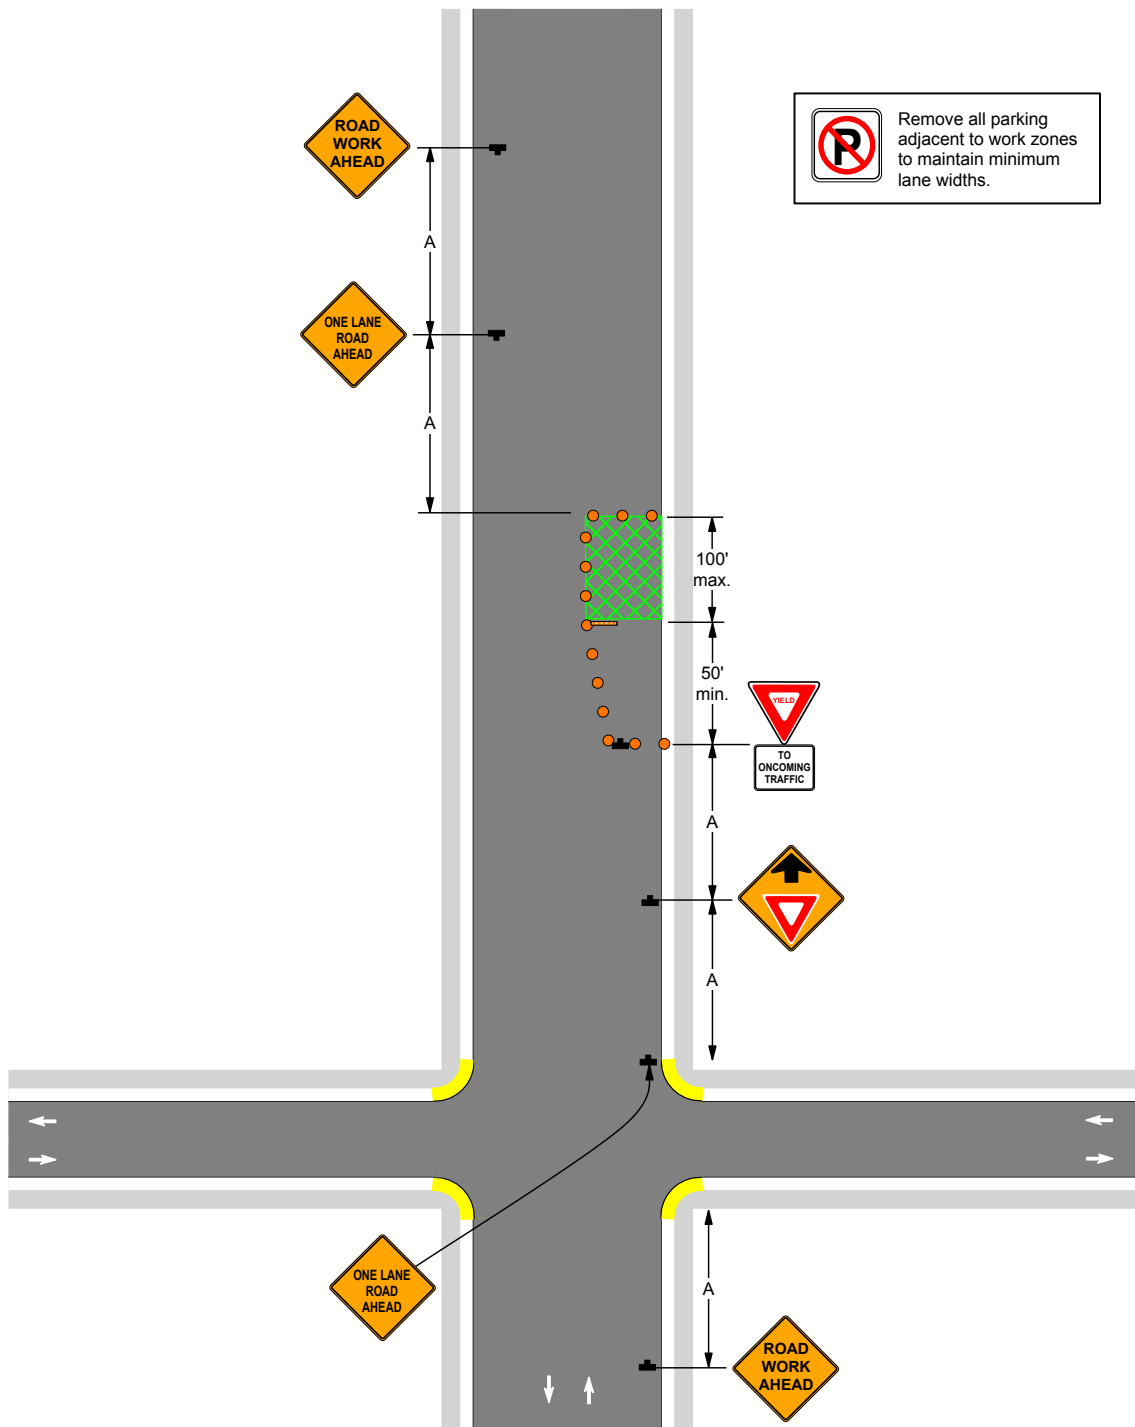 ROAD
WORK
AHEAD
P
Remove all parking
adjacent to work zones
to maintain minimum
lane widths.
A
ONE LANE
ROAD
AHEAD
A
100'
max.
50'
min.
YIELD
TO
ONCOMING
TRAFFIC
A
A
ONE LANE
ROAD
AHEAD
A
ROAD
WORK
AHEAD